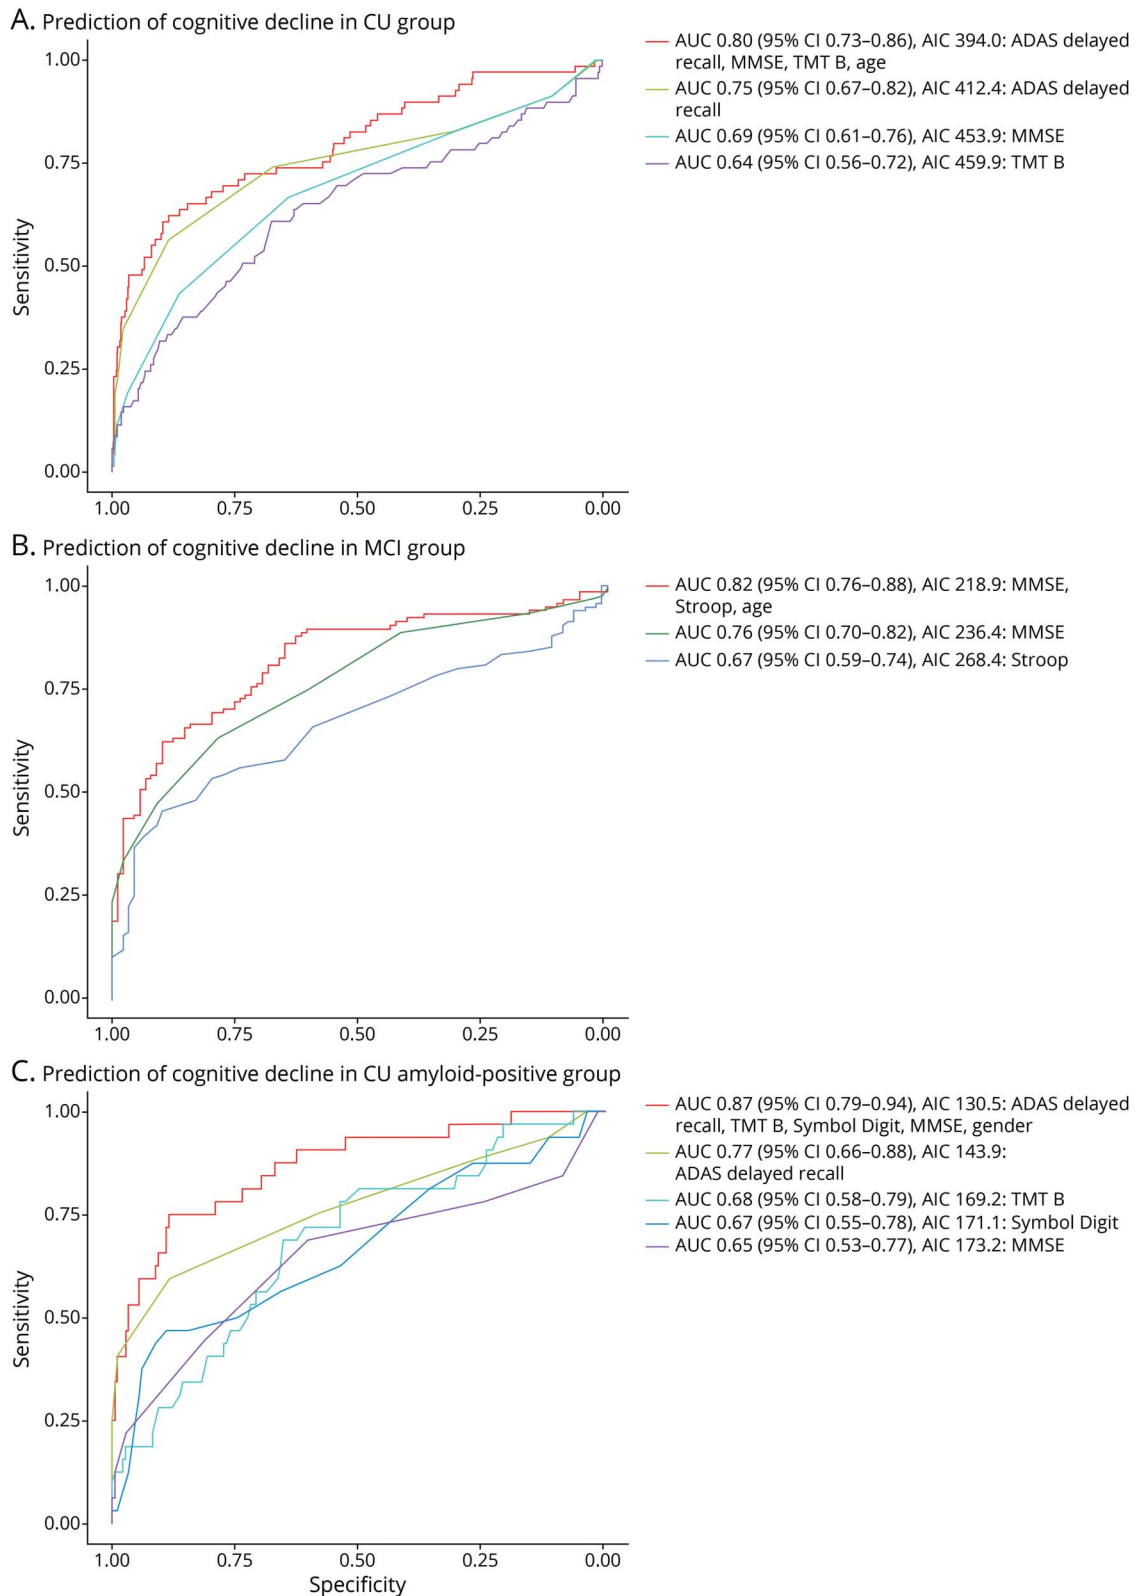 A. Prediction of cognitive decline in CU group
AUC 0.80 (95% CI 0.73–0.86), AIC 394.0: ADAS delayed
recall, MMSE, TMT B, age
AUC 0.75 (95% CI 0.67–0.82), AIC 412.4: ADAS delayed
recall
AUC 0.69 (95% CI 0.61–0.76), AIC 453.9: MMSE
AUC 0.64 (95% CI 0.56–0.72), AIC 459.9: TMT B
Sensitivity
1.00
0.75
0.50
0.25
0.00
1.00 0.75 0.50 0.25 0.00
B. Prediction of cognitive decline in MCI group
AUC 0.82 (95% CI 0.76–0.88), AIC 218.9: MMSE,
Stroop, age
AUC 0.76 (95% CI 0.70–0.82), AIC 236.4: MMSE
AUC 0.67 (95% CI 0.59–0.74), AIC 268.4: Stroop
Sensitivity
1.00
0.75
0.50
0.25
0.00
1.00 0.75 0.50 0.25 0.00
C. Prediction of cognitive decline in CU amyloid-positive group
AUC 0.87 (95% CI 0.79–0.94), AIC 130.5: ADAS delayed
recall, TMT B, Symbol Digit, MMSE, gender
AUC 0.77 (95% CI 0.66–0.88), AIC 143.9:
ADAS delayed recall
AUC 0.68 (95% CI 0.58–0.79), AIC 169.2: TMT B
AUC 0.67 (95% CI 0.55–0.78), AIC 171.1: Symbol Digit
AUC 0.65 (95% CI 0.53–0.77), AIC 173.2: MMSE
Sensitivity
1.00
0.75
0.50
0.25
0.00
1.00 0.75 0.50 0.25 0.00
Specificity